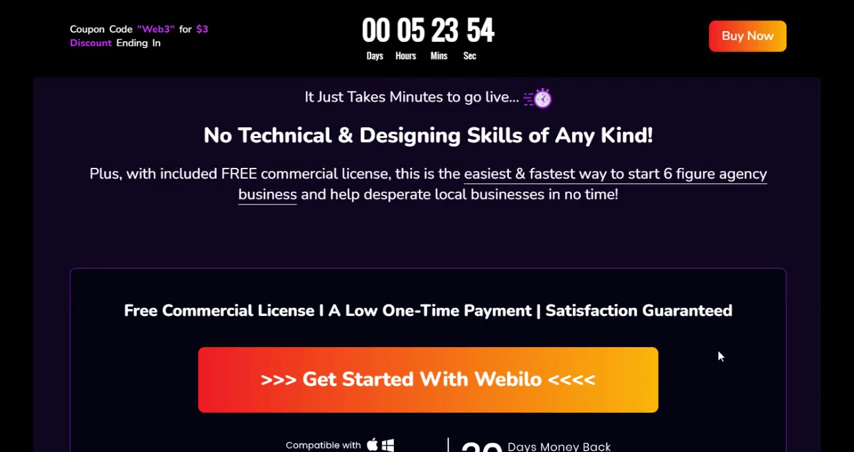 Coupon Code "Web3" for $3
Discount Ending In
00 05 23 54
Days Hours Mins Sec
Buy Now
It Just Takes Minutes to go live...
No Technical & Designing Skills of Any Kind!
Plus, with included FREE commercial license, this is the easiest & fastest way to start 6 figure agency
business and help desperate local businesses in no time!
Free Commercial License I A Low One-Time Payment | Satisfaction Guaranteed
>>> Get Started With Webilo <<<<
Compatible with
Days Money Back